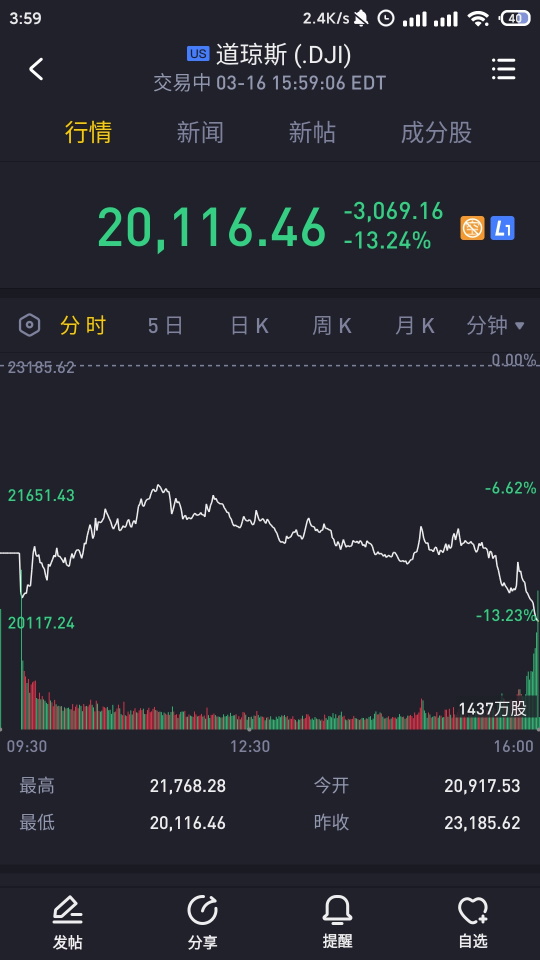 3:59 2.4K/s 40
US 道琼斯 (.DJI)
交易中 03-16 15:59:06 EDT
行情 新闻 新帖 成分股
20,116.46 -3,069.16
-13.24% L1
分时 5日 日K 周K 月K 分钟
23185.62 0.00%
21651.43 -6.62%
20117.24 -13.23%
1437万股
09:30 12:30 16:00
最高 21,768.28 今开 20,917.53
最低 20,116.46 昨收 23,185.62
发帖 分享 提醒 自选